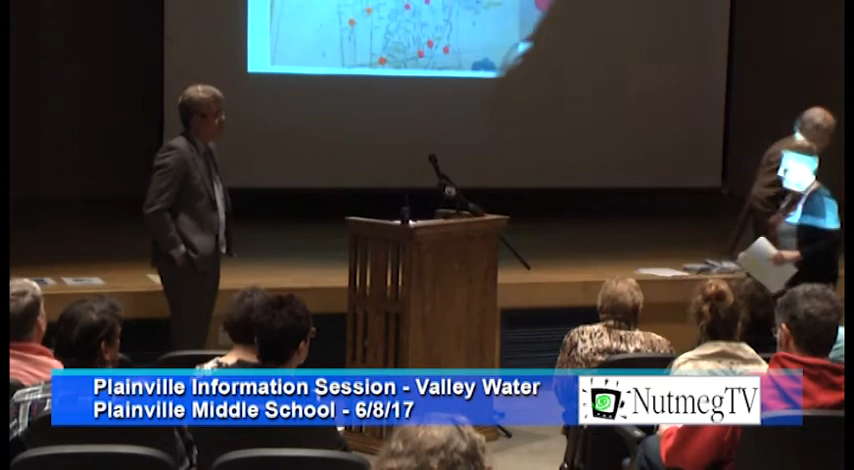 Plainville Information Session - Valley Water
Plainville Middle School - 6/8/17
NutmegTV